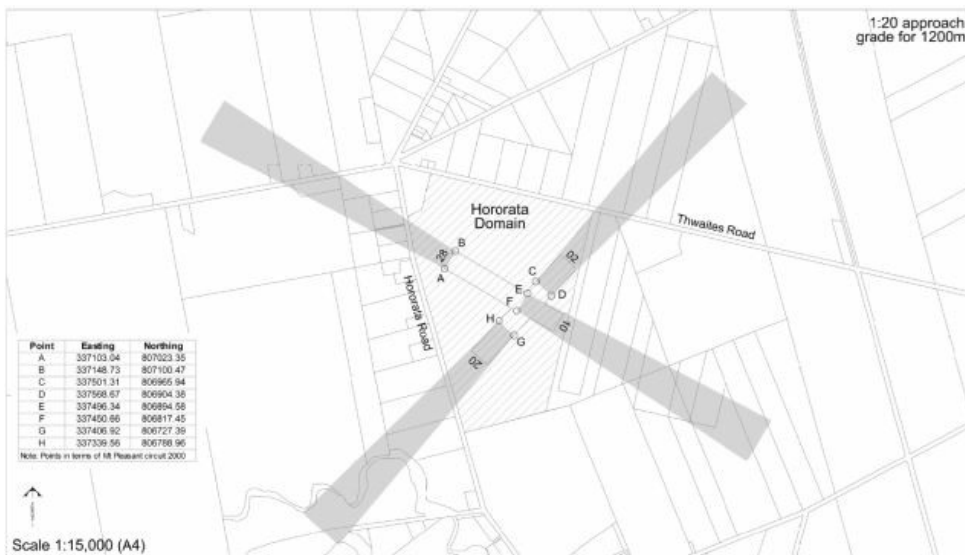 1:20 approach
grade for 1200m
Hororata
Domain
Thwaites Road
Hororata Road
28
B
A
02
C
E
D
F
H
G
10
20
Point Easting Northing
A 337103.04 807023.35
B 337148.73 807100.47
C 337501.31 806965.94
D 337568.67 806904.38
E 337496.34 806894.58
F 337450.66 806817.45
G 337406.92 806727.39
H 337339.56 806788.96
Note: Points in terms of Mt Pleasant circuit 2000
Scale 1:15,000 (A4)